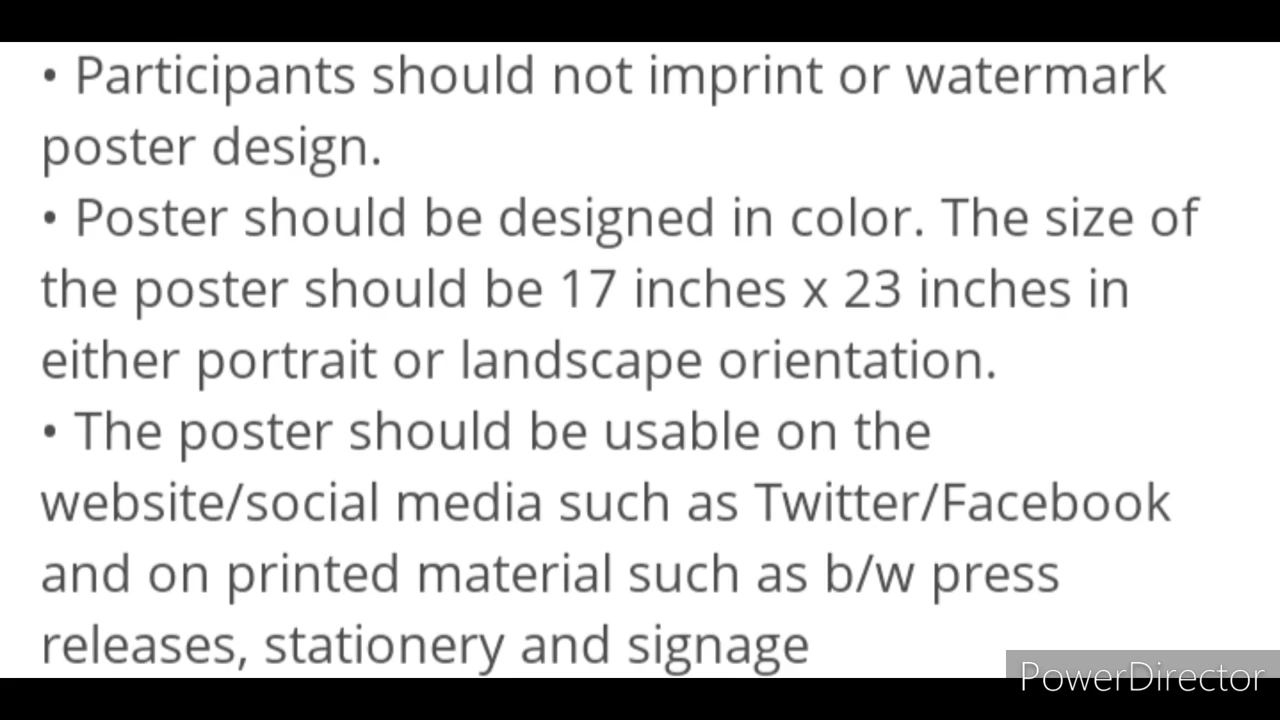 • Participants should not imprint or watermark
poster design.
• Poster should be designed in color. The size of
the poster should be 17 inches x 23 inches in
either portrait or landscape orientation.
• The poster should be usable on the
website/social media such as Twitter/Facebook
and on printed material such as b/w press
releases, stationery and signage
PowerDirector